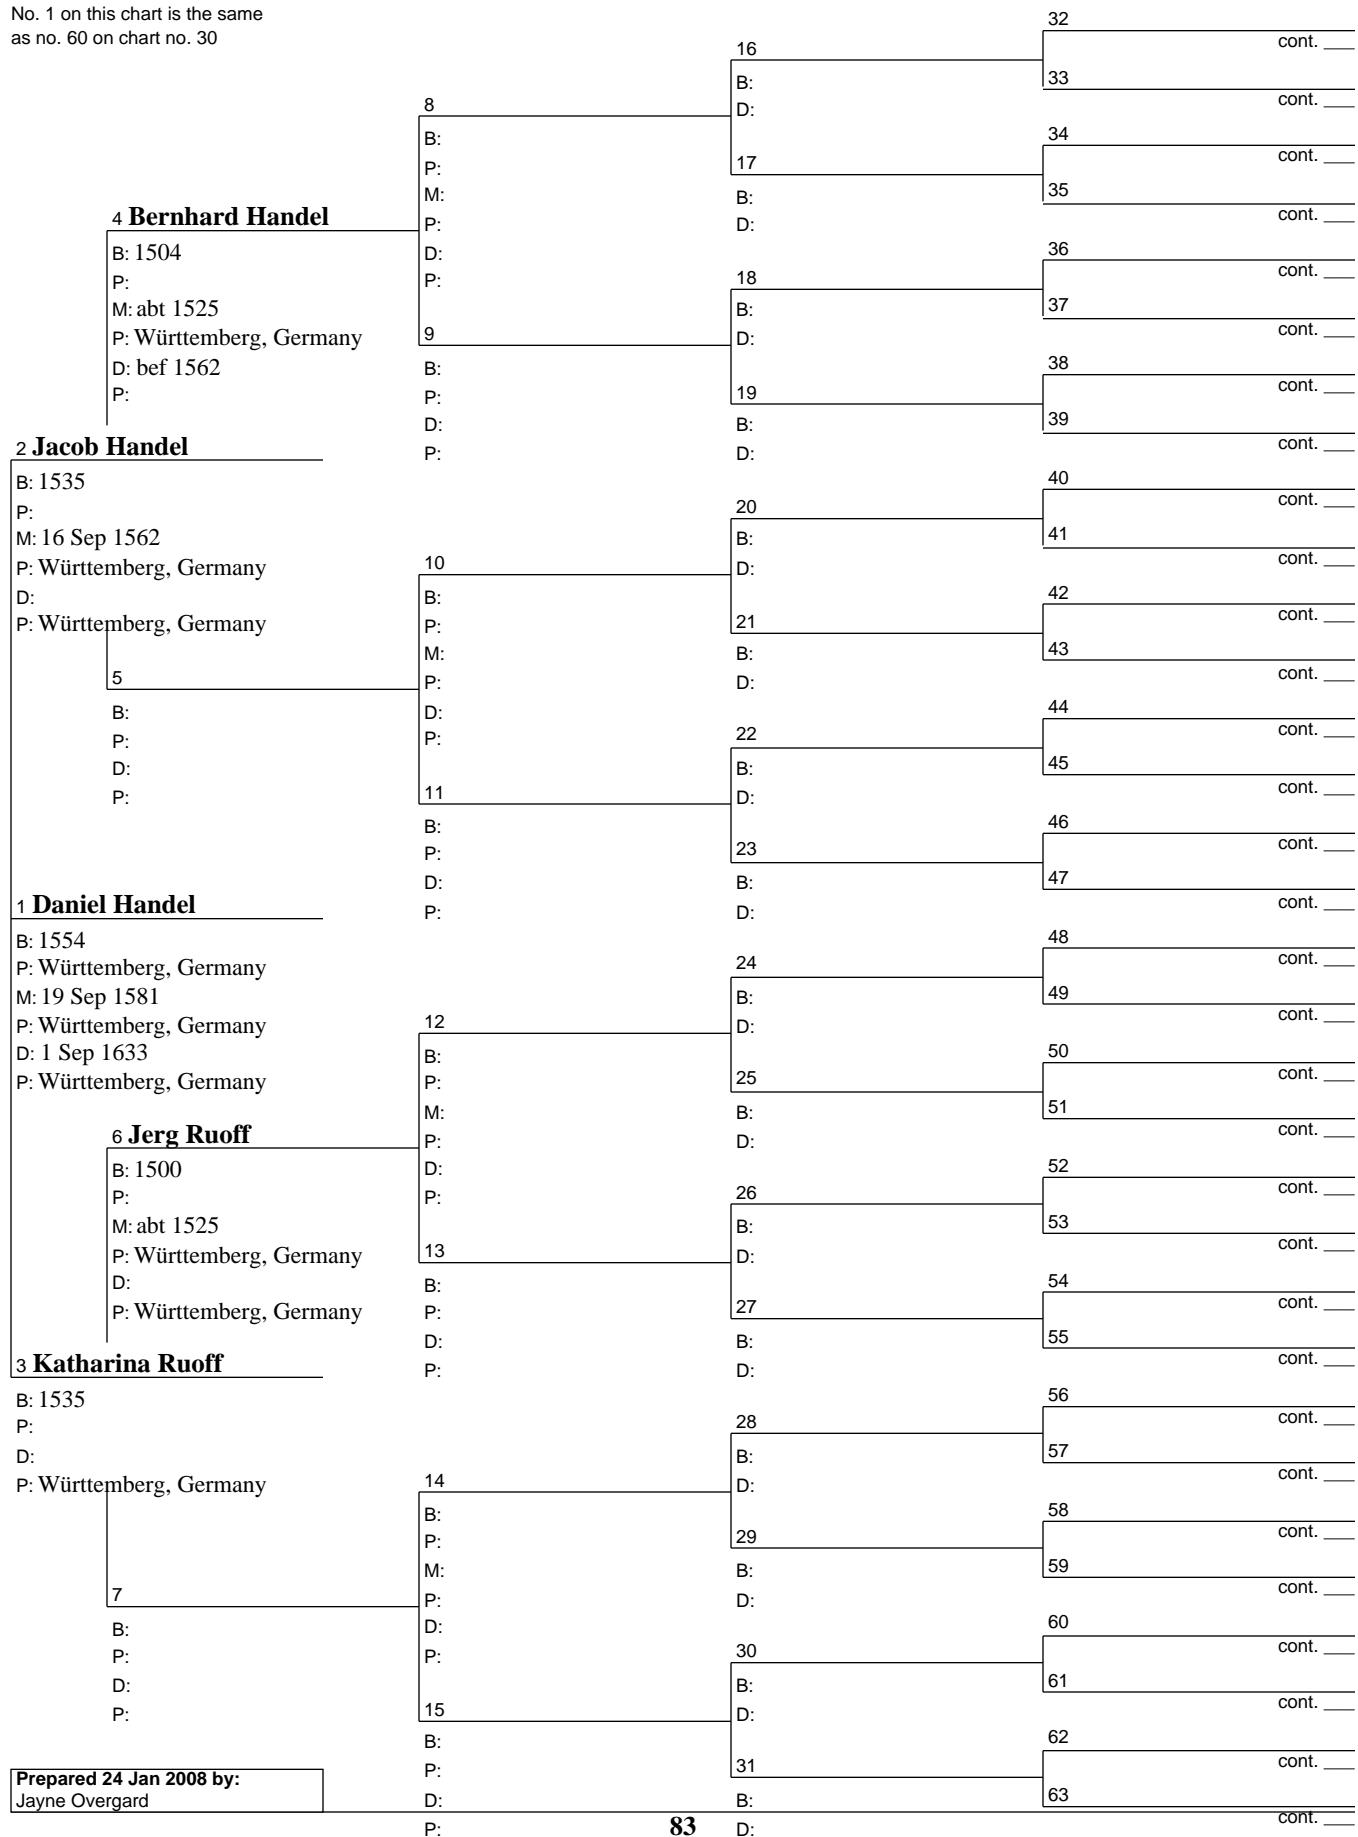 No. 1 on this chart is the same
as no. 60 on chart no. 30
1 Daniel Handel
B: 1554
P: Württemberg, Germany
M: 19 Sep 1581
P: Württemberg, Germany
D: 1 Sep 1633
P: Württemberg, Germany
2 Jacob Handel
B: 1535
P:
M: 16 Sep 1562
P: Württemberg, Germany
D:
P: Württemberg, Germany
3 Katharina Ruoff
B: 1535
P:
D:
P: Württemberg, Germany
4 Bernhard Handel
B: 1504
P:
M: abt 1525
P: Württemberg, Germany
D: bef 1562
P:
5
B:
P:
D:
P:
6 Jerg Ruoff
B: 1500
P:
M: abt 1525
P: Württemberg, Germany
D:
P: Württemberg, Germany
7
B:
P:
D:
P:
8
B:
P:
M:
P:
D:
P:
9
B:
P:
D:
P:
10
B:
P:
M:
P:
D:
P:
11
B:
P:
D:
P:
12
B:
P:
M:
P:
D:
P:
13
B:
P:
D:
P:
14
B:
P:
M:
P:
D:
P:
15
B:
P:
D:
P:
16
B:
D:
17
B:
D:
18
B:
D:
19
B:
D:
20
B:
D:
21
B:
D:
22
B:
D:
23
B:
D:
24
B:
D:
25
B:
D:
26
B:
D:
27
B:
D:
28
B:
D:
29
B:
D:
30
B:
D:
31
B:
D:
32
cont. ___
33
cont. ___
34
cont. ___
35
cont. ___
36
cont. ___
37
cont. ___
38
cont. ___
39
cont. ___
40
cont. ___
41
cont. ___
42
cont. ___
43
cont. ___
44
cont. ___
45
cont. ___
46
cont. ___
47
cont. ___
48
cont. ___
49
cont. ___
50
cont. ___
51
cont. ___
52
cont. ___
53
cont. ___
54
cont. ___
55
cont. ___
56
cont. ___
57
cont. ___
58
cont. ___
59
cont. ___
60
cont. ___
61
cont. ___
62
cont. ___
63
cont. ___
Prepared 24 Jan 2008 by:
Jayne Overgard
83